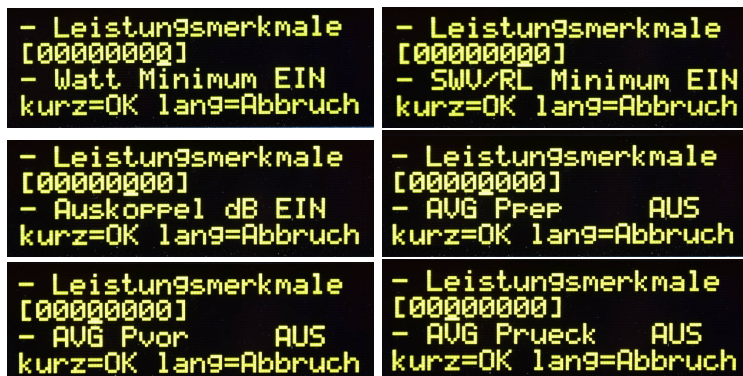 - Leistungsmerkmale
[00000000]
- Watt Minimum EIN
kurz=OK lang=Abbruch
- Leistungsmerkmale
[00000000]
- SWV/RL Minimum EIN
kurz=OK lang=Abbruch
- Leistungsmerkmale
[00000000]
- Auskoppel dB EIN
kurz=OK lang=Abbruch
- Leistungsmerkmale
[00000000]
- AVG Ppep AUS
kurz=OK lang=Abbruch
- Leistungsmerkmale
[00000000]
- AVG Pvor AUS
kurz=OK lang=Abbruch
- Leistungsmerkmale
[00000000]
- AVG Prueck AUS
kurz=OK lang=Abbruch